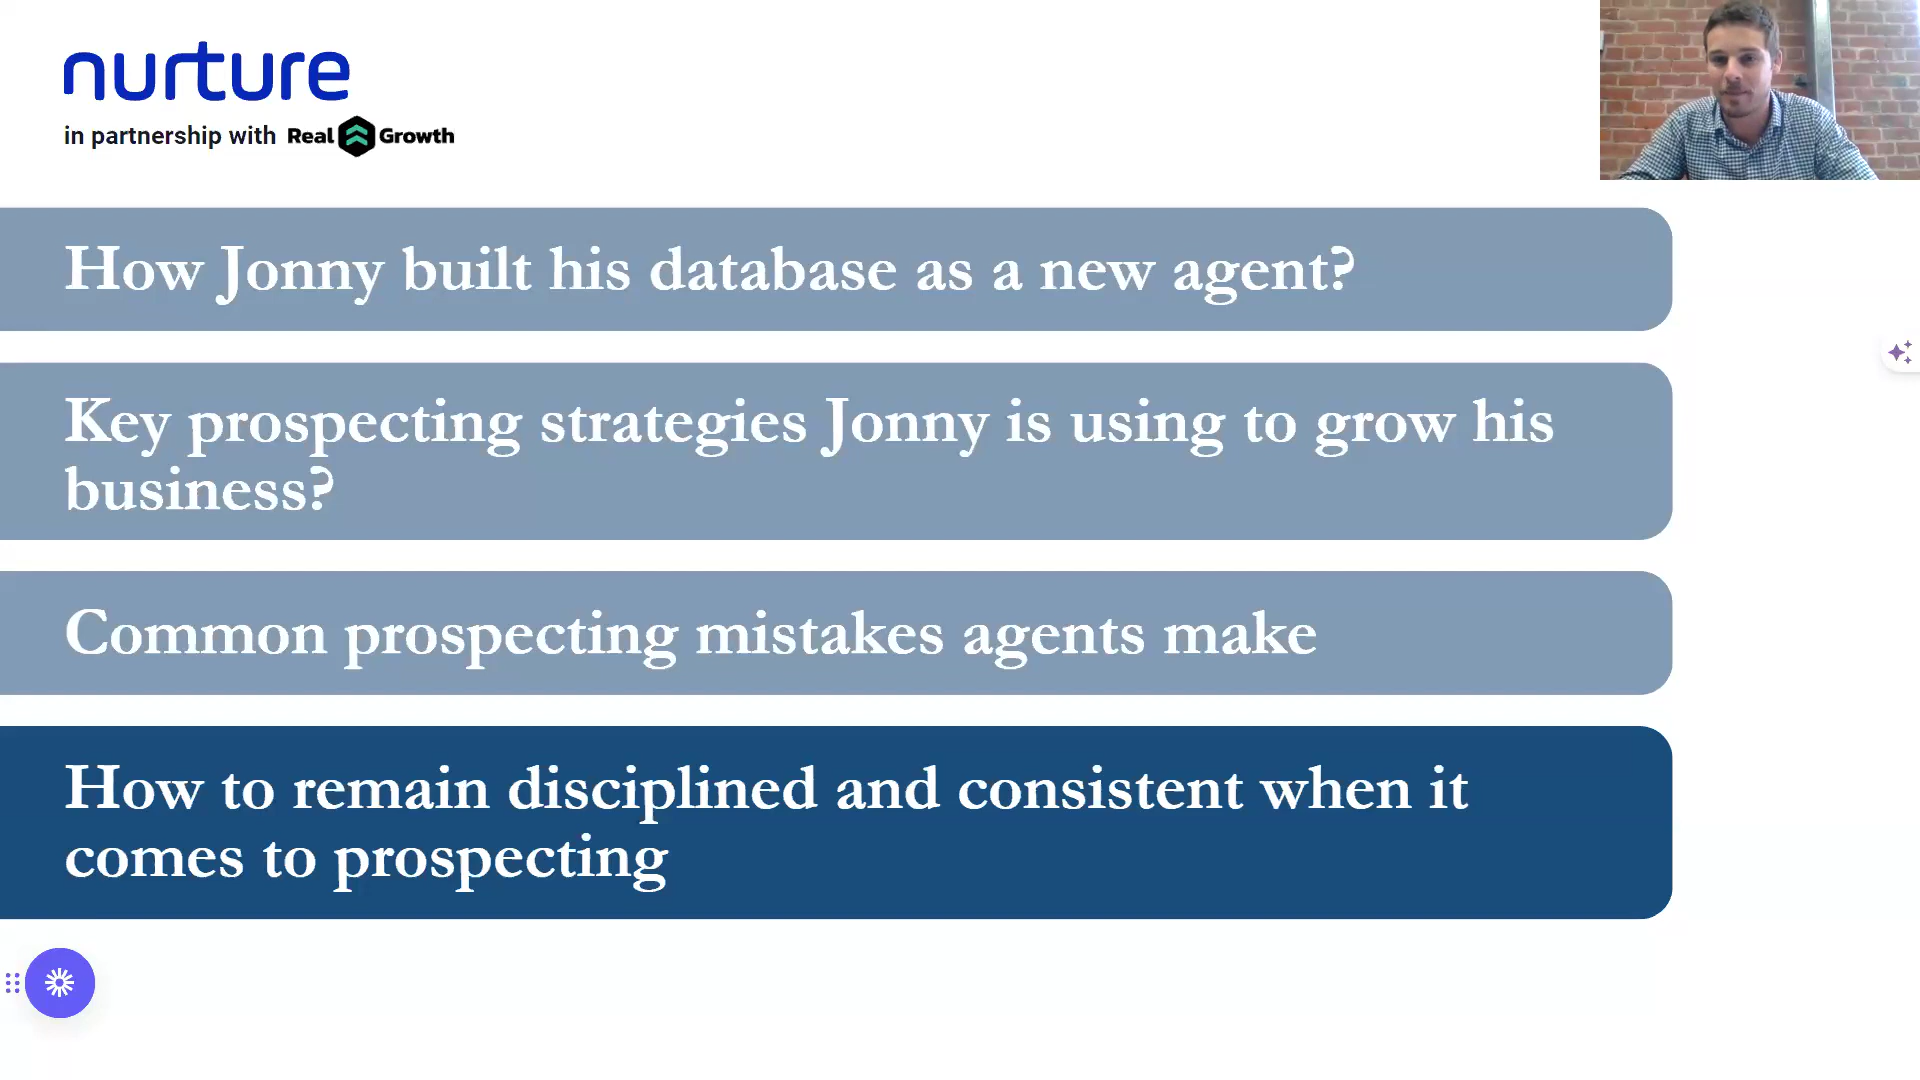 nurture
in partnership with Real Growth
How Jonny built his database as a new agent?
Key prospecting strategies Jonny is using to grow his
business?
Common prospecting mistakes agents make
How to remain disciplined and consistent when it
comes to prospecting